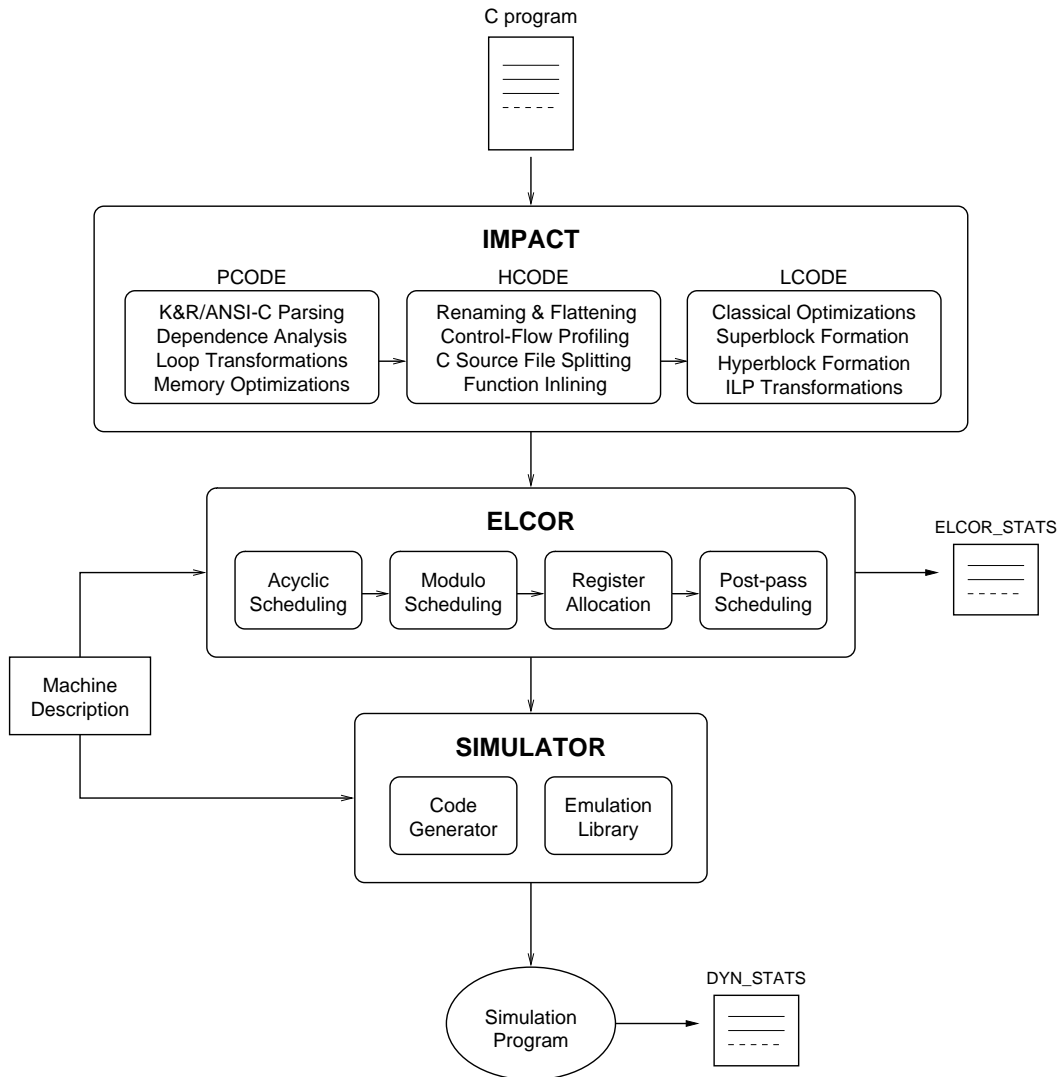 C program
IMPACT
PCODE
K&R/ANSI-C Parsing
Dependence Analysis
Loop Transformations
Memory Optimizations
HCODE
Renaming & Flattening
Control-Flow Profiling
C Source File Splitting
Function Inlining
LCODE
Classical Optimizations
Superblock Formation
Hyperblock Formation
ILP Transformations
ELCOR
Acyclic
Scheduling
Modulo
Scheduling
Register
Allocation
Post-pass
Scheduling
ELCOR_STATS
Machine
Description
SIMULATOR
Code
Generator
Emulation
Library
Simulation
Program
DYN_STATS